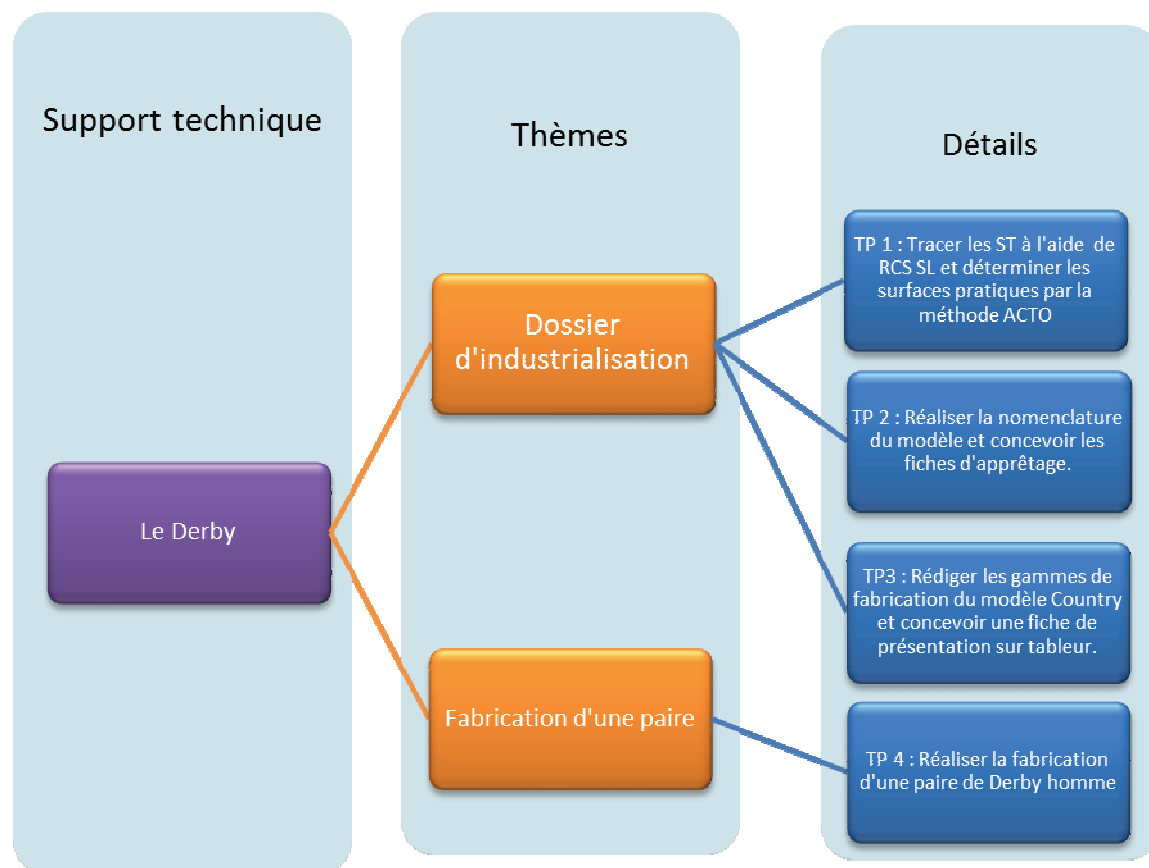 Support technique
Thèmes
Détails
Le Derby
Dossier
d'industrialisation
Fabrication d'une paire
TP 1 : Tracer les ST à l'aide de
RCS SL et déterminer les
surfaces pratiques par la
méthode ACTO
TP 2 : Réaliser la nomenclature
du modèle et concevoir les
fiches d'apprêtage.
TP3 : Rédiger les gammes de
fabrication du modèle Country
et concevoir une fiche de
présentation sur tableur.
TP 4 : Réaliser la fabrication
d'une paire de Derby homme